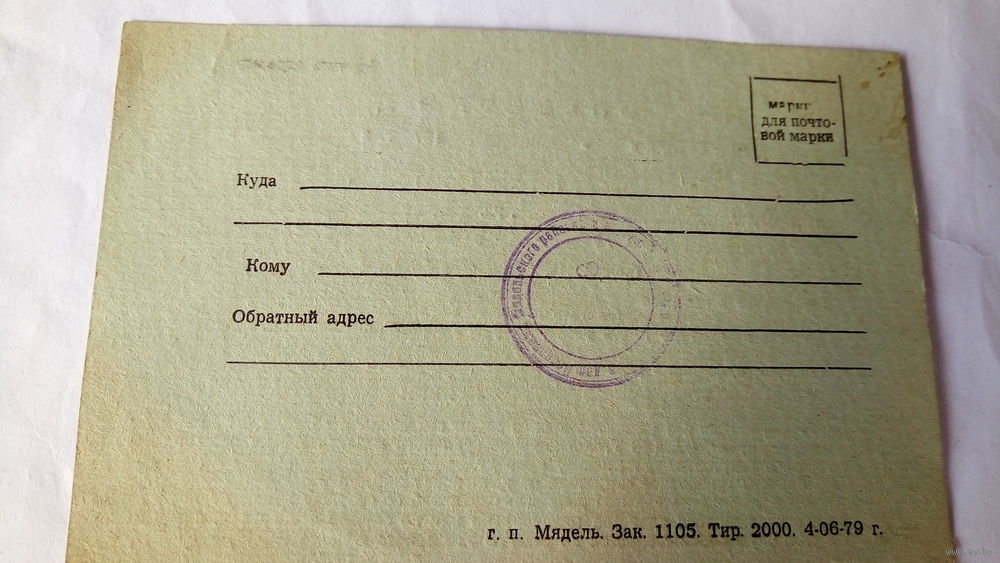 марки
для почто-
вой марки
Куда
Кому
Обратный адрес
г. п. Мядель. Зак. 1105. Тир. 2000. 4-06-79 г.